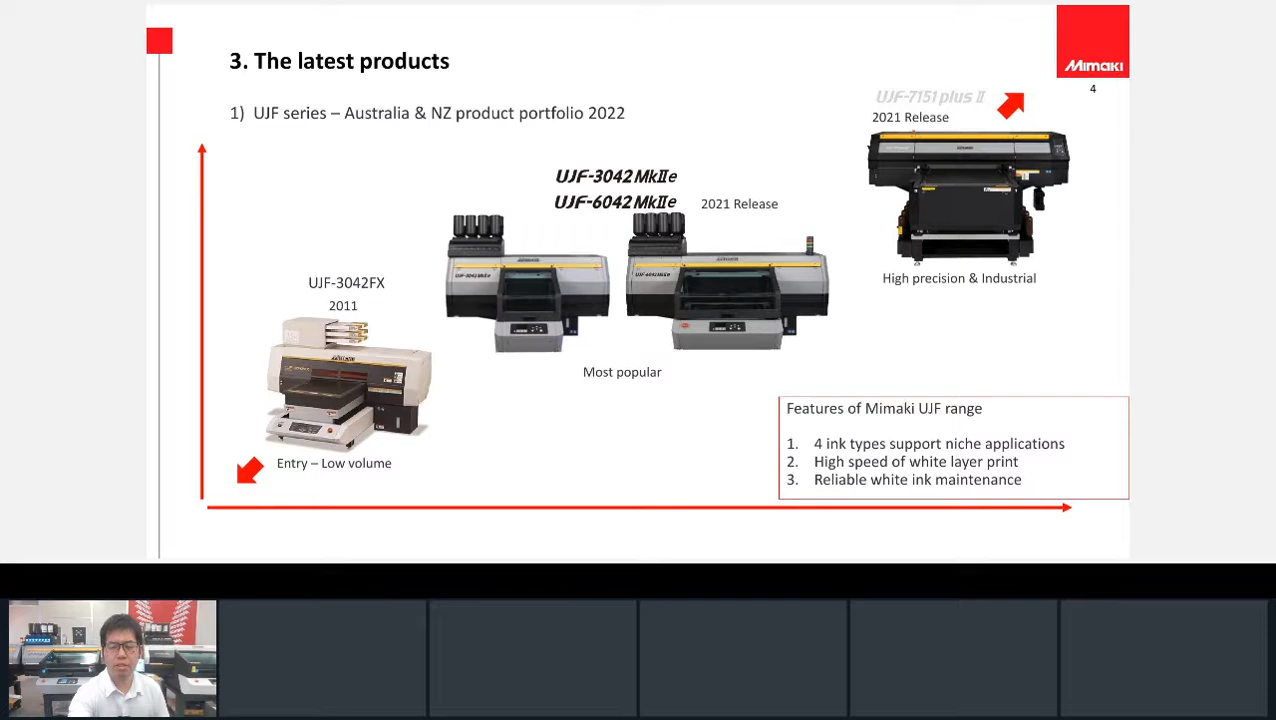 3. The latest products
Mimaki
4
1) UJF series – Australia & NZ product portfolio 2022
UJF-7151 plus II
2021 Release
UJF-3042 MkIIe
UJF-6042 MkIIe
2021 Release
High precision & Industrial
UJF-3042FX
2011
Most popular
Entry – Low volume
Features of Mimaki UJF range
1. 4 ink types support niche applications
2. High speed of white layer print
3. Reliable white ink maintenance